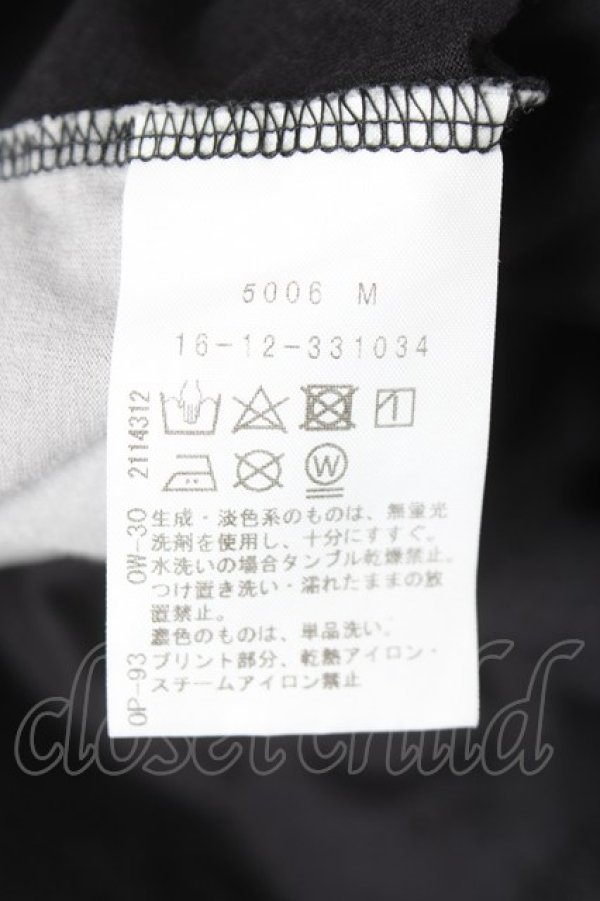 5006 M
16-12-331034
W
生成・淡色系のものは、無蛍光
洗剤を使用し、十分にすすぐ。
水洗いの場合タンブル乾燥禁止。
つけ置き洗い・濡れたままの放
置禁止。
濃色のものは、単品洗い。
プリント部分、乾熱アイロン・
スチームアイロン禁止
OP-93 OW-30 2114312
closet child